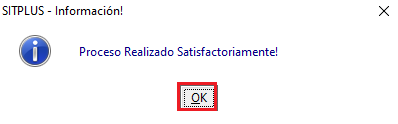 SITPLUS - Información!
Proceso Realizado Satisfactoriamente!
OK